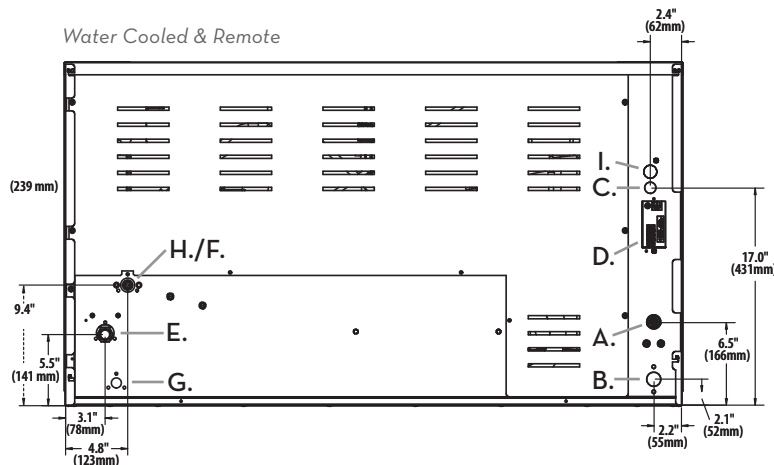 Water Cooled & Remote
2.4"
(62mm)
I.
C.
(239 mm)
D.
17.0"
(431mm)
H./F.
9.4"
E.
A.
6.5"
(166mm)
5.5"
(141 mm)
G.
B.
2.1"
(52mm)
3.1"
(78mm)
2.2"
(55mm)
4.8"
(123mm)